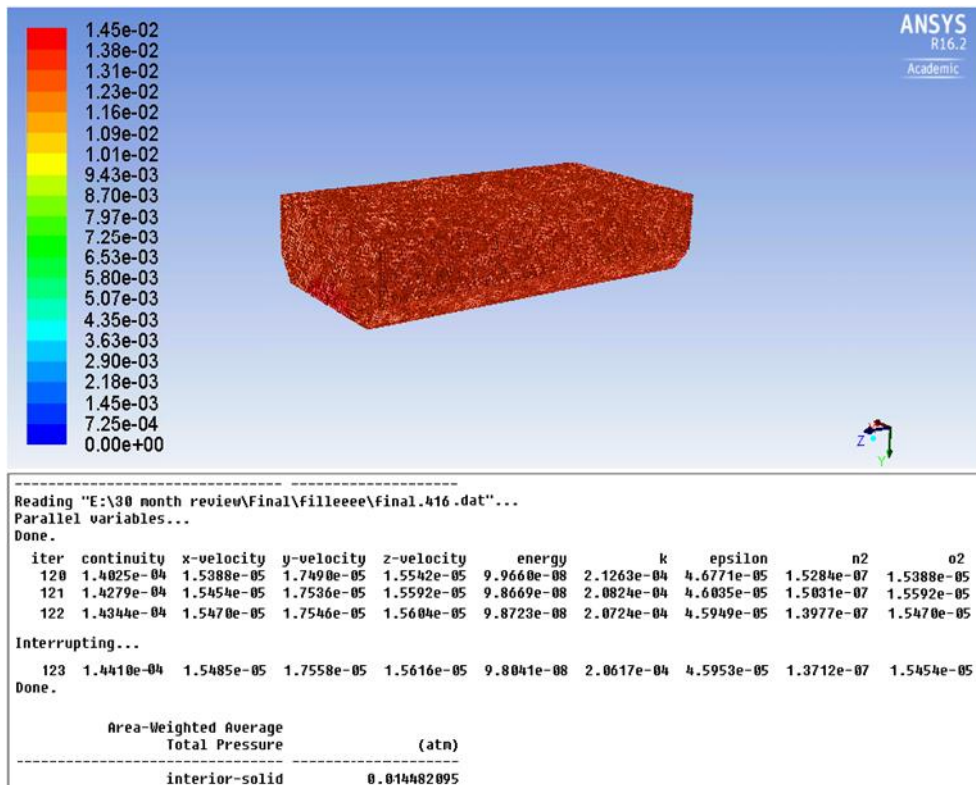 1.45e-02
1.38e-02
1.31e-02
1.23e-02
1.16e-02
1.09e-02
1.01e-02
9.43e-03
8.70e-03
7.97e-03
7.25e-03
6.53e-03
5.80e-03
5.07e-03
4.35e-03
3.63e-03
2.90e-03
2.18e-03
1.45e-03
7.25e-04
0.00e+00
ANSYS
R16.2
Academic
Z
Y
-------------------------------- --------------------
Reading "E:\30 month review\Final\filleeee\final.416.dat"...
Parallel variables...
Done.
iter continuity x-velocity y-velocity z-velocity energy k epsilon n2 o2
120 1.4025e-04 1.5388e-05 1.7490e-05 1.5542e-05 9.9660e-08 2.1263e-04 4.6771e-05 1.5284e-07 1.5388e-05
121 1.4279e-04 1.5454e-05 1.7536e-05 1.5592e-05 9.8669e-08 2.0824e-04 4.6035e-05 1.5031e-07 1.5592e-05
122 1.4344e-04 1.5470e-05 1.7546e-05 1.5604e-05 9.8723e-08 2.0724e-04 4.5949e-05 1.3977e-07 1.5470e-05
Interrupting...
123 1.4410e-04 1.5485e-05 1.7558e-05 1.5616e-05 9.8041e-08 2.0617e-04 4.5953e-05 1.3712e-07 1.5454e-05
Done.
Area-Weighted Average
Total Pressure (atm)
-------------------------------- --------------------
interior-solid 0.014482095